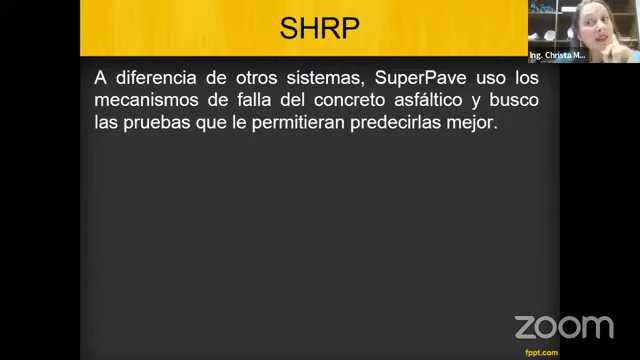 SHRP
Ing. Christa M...
A diferencia de otros sistemas, SuperPave uso los
mecanismos de falla del concreto asfáltico y busco
las pruebas que le permitieran predecirlas mejor.
zoom
fppt.com